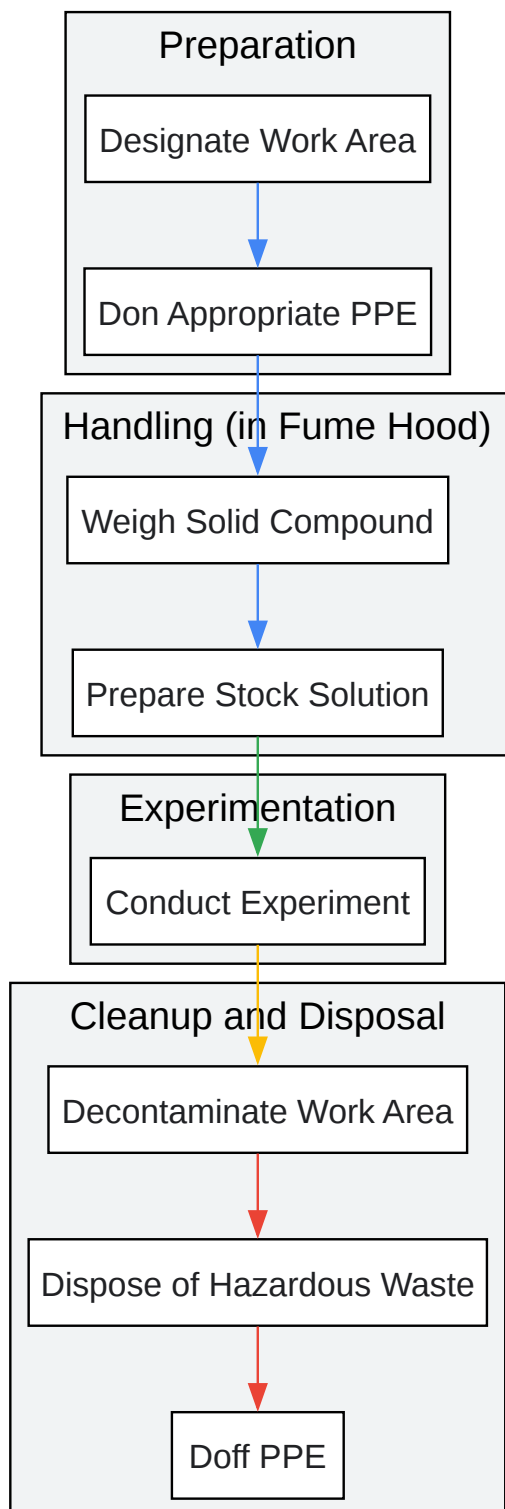 Preparation
Designate Work Area
Don Appropriate PPE
Handling (in Fume Hood)
Weigh Solid Compound
Prepare Stock Solution
Experimentation
Conduct Experiment
Cleanup and Disposal
Decontaminate Work Area
Dispose of Hazardous Waste
Doff PPE